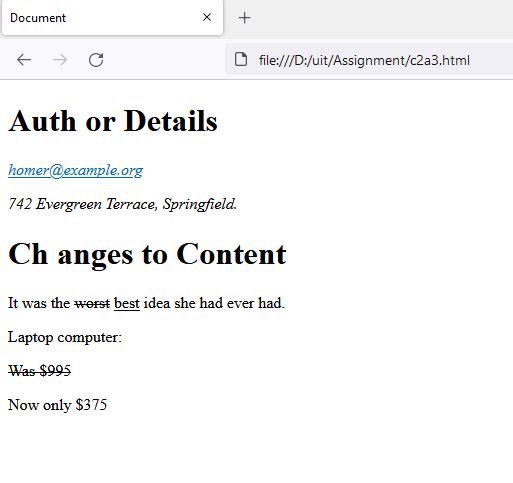 Document
file:///D:/uit/Assignment/c2a3.html
Auth or Details
homer@example.org
742 Evergreen Terrace, Springfield.
Ch anges to Content
It was the worst best idea she had ever had.
Laptop computer:
Was $995
Now only $375